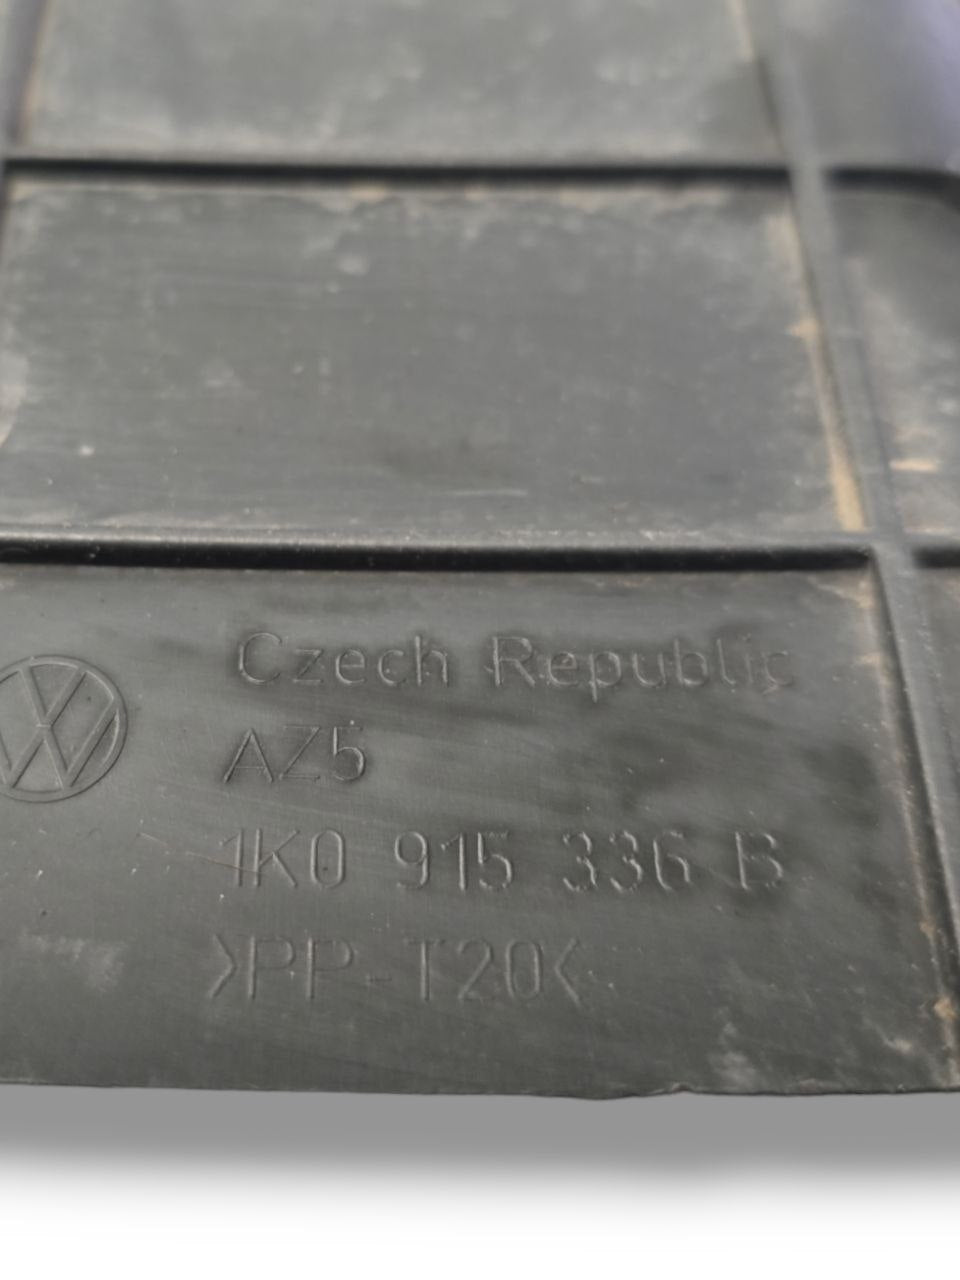 Czech Republic
AZ5
1K0 915 336 B
>PP-T20<